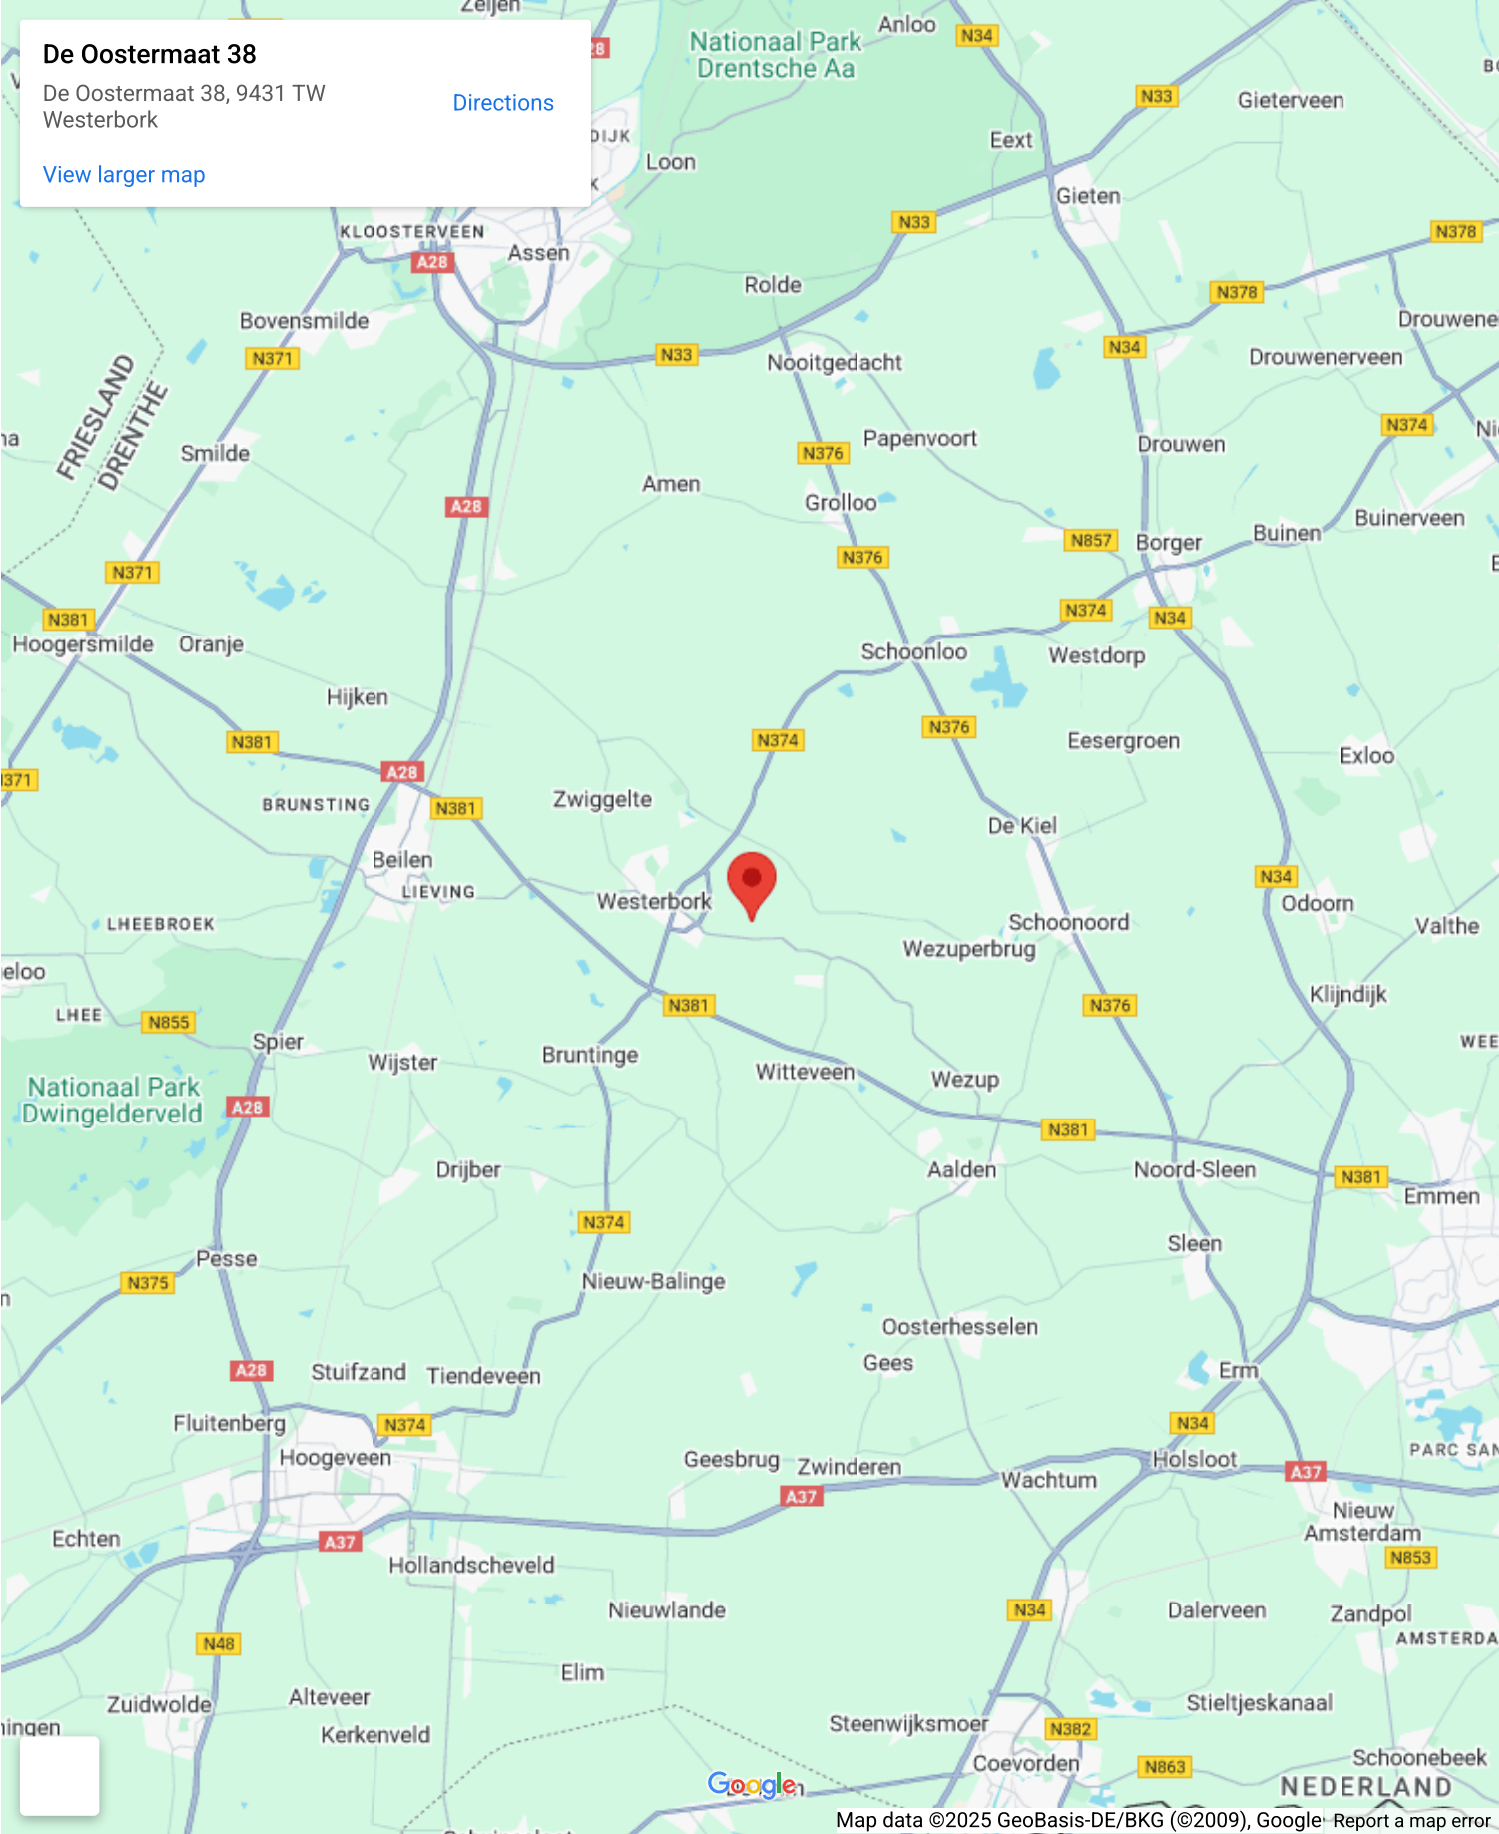 Zeijen
De Oostermaat 38
De Oostermaat 38, 9431 TW
Westerbork
Directions
View larger map
Nationaal Park
Drentsche Aa
Anloo
N34
N33
Gieterveen
Eext
Loon
DIJK
Gieten
N33
N378
KLOOSTERVEEN
Assen
A28
Rolde
N378
Bovensmilde
N371
N33
Nooitgedacht
N34
Drouwenerveen
FRIESLAND
DRENTHE
Smilde
N376
Papenvoort
Drouwen
N374
Amen
A28
Grolloo
Buinerveen
Buinen
N376
N857
Borger
N371
N381
N374
N34
Hoogersmilde
Oranje
Schoonloo
Westdorp
Hijken
N381
N374
N376
Eesergroen
Exloo
A28
N371
BRUNSTING
N381
Zwiggelte
De Kiel
Beilen
LIEVING
Westerbork
N34
Odoorn
LHEEBROEK
Schoonoord
Valthe
Wezuperbrug
eloo
LHEE
N855
N381
N376
Klijndijk
Spier
Wijster
Bruntinge
Witteveen
Wezup
WEE
Nationaal Park
Dwingelderveld
A28
N381
Drijber
Aalden
Noord-Sleen
N381
Emmen
N374
Sleen
Pesse
N375
Nieuw-Balinge
Oosterhesselen
Gees
Erm
A28
Stuifzand
Tiendeveen
Fluitenberg
N374
N34
Hoogeveen
Geesbrug
Zwinderen
Wachtum
Holsloot
PARC SAN
A37
A37
Nieuw
Amsterdam
Echten
A37
Hollandscheveld
N853
Nieuwlande
N34
Dalerveen
Zandpol
AMSTERDA
N48
Elim
Zuidwolde
Alteveer
Kerkenveld
Steenwijksmoer
Stieltjeskanaal
N382
Coevorden
N863
Schoonebeek
NEDERLAND
Google
Map data ©2025 GeoBasis-DE/BKG (©2009), Google
Report a map error